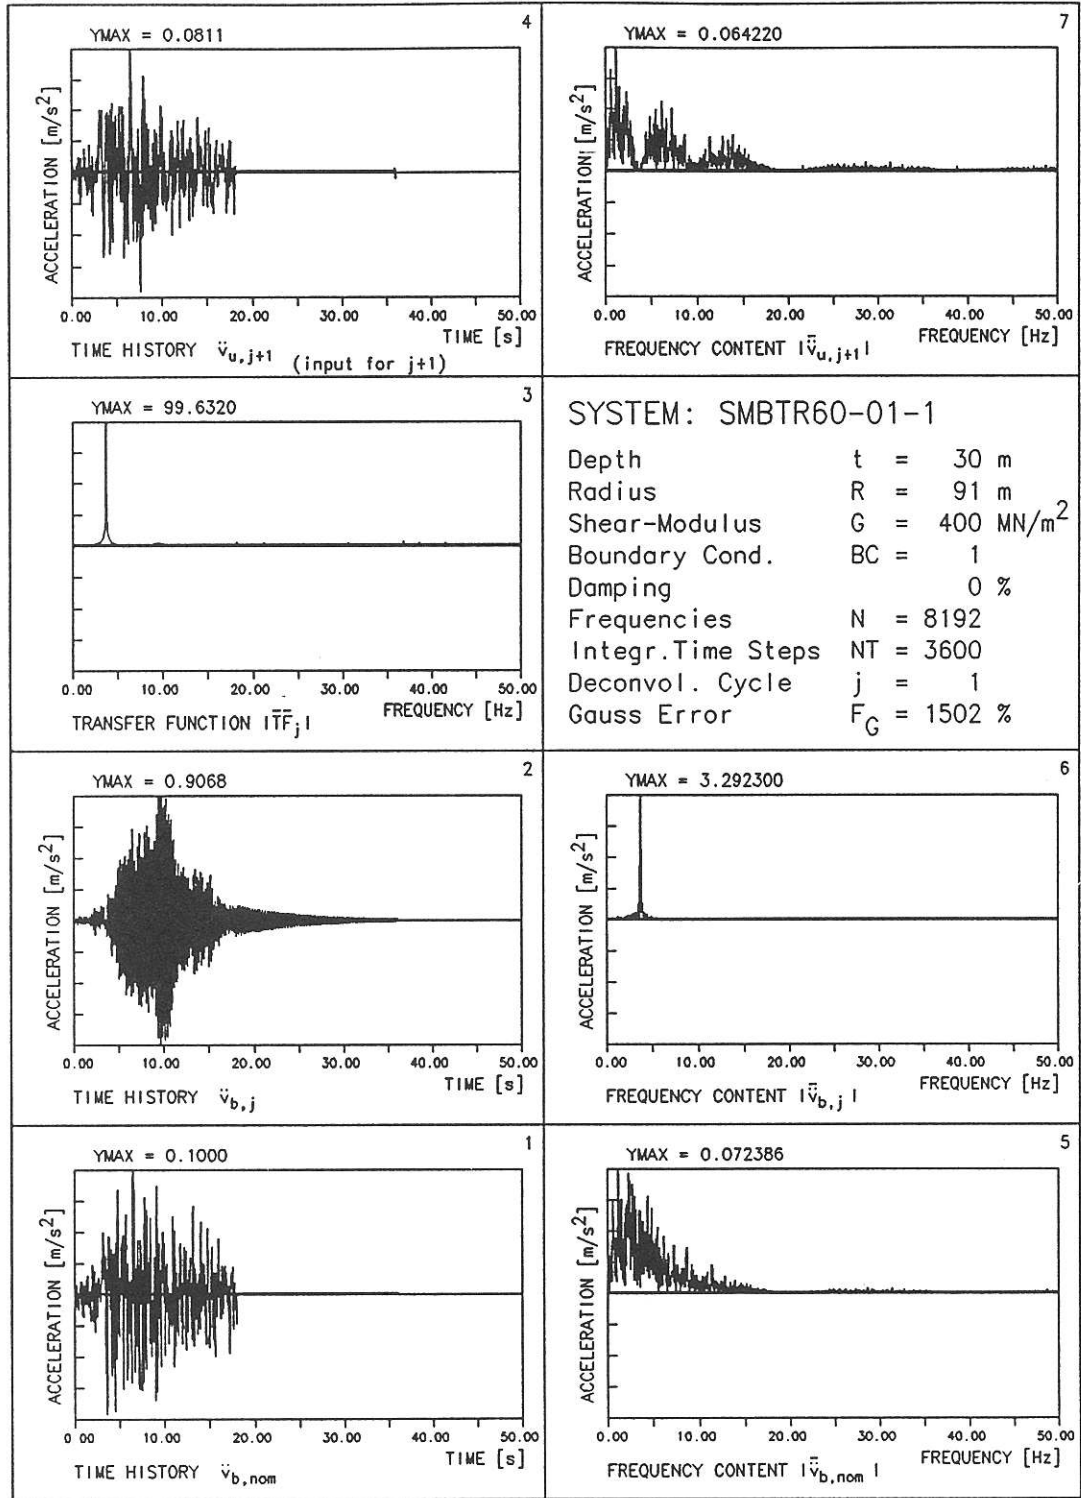 4
YMAX = 0.0811
ACCELERATION [m/s²]
0.00 10.00 20.00 30.00 40.00 50.00
TIME [s]
TIME HISTORY v̈u,j+1 (input for j+1)
7
YMAX = 0.064220
ACCELERATION [m/s²]
0.00 10.00 20.00 30.00 40.00 50.00
FREQUENCY [Hz]
FREQUENCY CONTENT |v̄̈u,j+1|
3
YMAX = 99.6320
0.00 10.00 20.00 30.00 40.00 50.00
FREQUENCY [Hz]
TRANSFER FUNCTION |T̄F̄j|
SYSTEM: SMBTR60-01-1
Depth t = 30 m
Radius R = 91 m
Shear-Modulus G = 400 MN/m²
Boundary Cond. BC = 1
Damping 0 %
Frequencies N = 8192
Integr.Time Steps NT = 3600
Deconvol. Cycle j = 1
Gauss Error FG = 1502 %
2
YMAX = 0.9068
ACCELERATION [m/s²]
0.00 10.00 20.00 30.00 40.00 50.00
TIME [s]
TIME HISTORY v̈b,j
6
YMAX = 3.292300
ACCELERATION [m/s²]
0.00 10.00 20.00 30.00 40.00 50.00
FREQUENCY [Hz]
FREQUENCY CONTENT |v̄̈b,j|
1
YMAX = 0.1000
ACCELERATION [m/s²]
0 00 10.00 20.00 30.00 40.00 50.00
TIME [s]
TIME HISTORY v̈b,nom
5
YMAX = 0.072386
ACCELERATION [m/s²]
0.00 10.00 20.00 30.00 40.00 50.00
FREQUENCY [Hz]
FREQUENCY CONTENT |v̄̈b,nom|